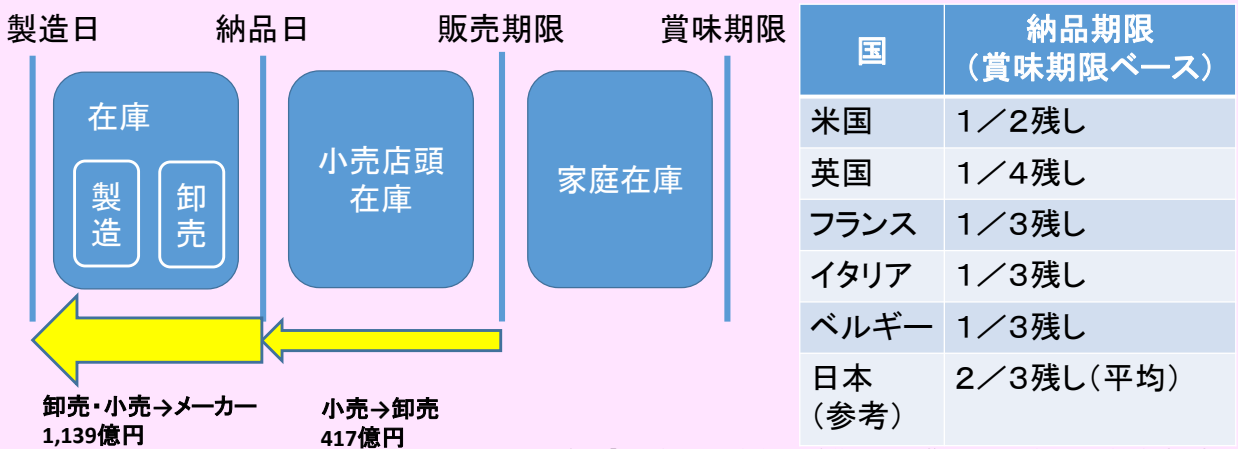 製造日 納品日 販売期限 賞味期限
在庫
製造
卸売
小売店頭
在庫
家庭在庫
卸売・小売→メーカー
1,139億円
小売→卸売
417億円
国 納品期限
（賞味期限ベース）
米国 １／２残し
英国 １／４残し
フランス １／３残し
イタリア １／３残し
ベルギー １／３残し
日本 ２／３残し（平均）
（参考）